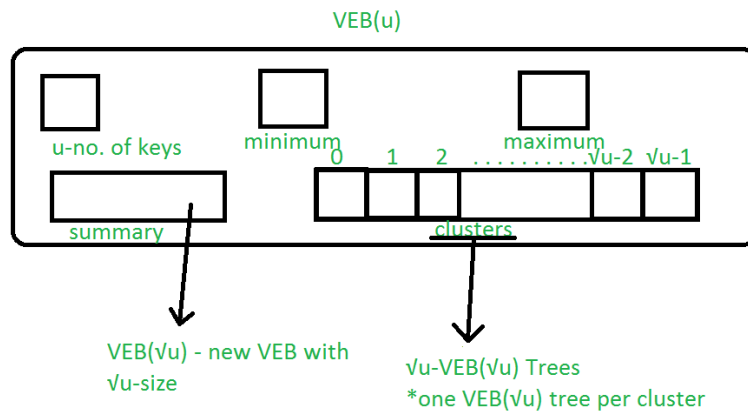 VEB(u)
u-no. of keys
minimum
maximum
0 1 2 . . . . . . . . . . √u-2 √u-1
summary
clusters
VEB(√u) - new VEB with
√u-size
√u-VEB(√u) Trees
*one VEB(√u) tree per cluster